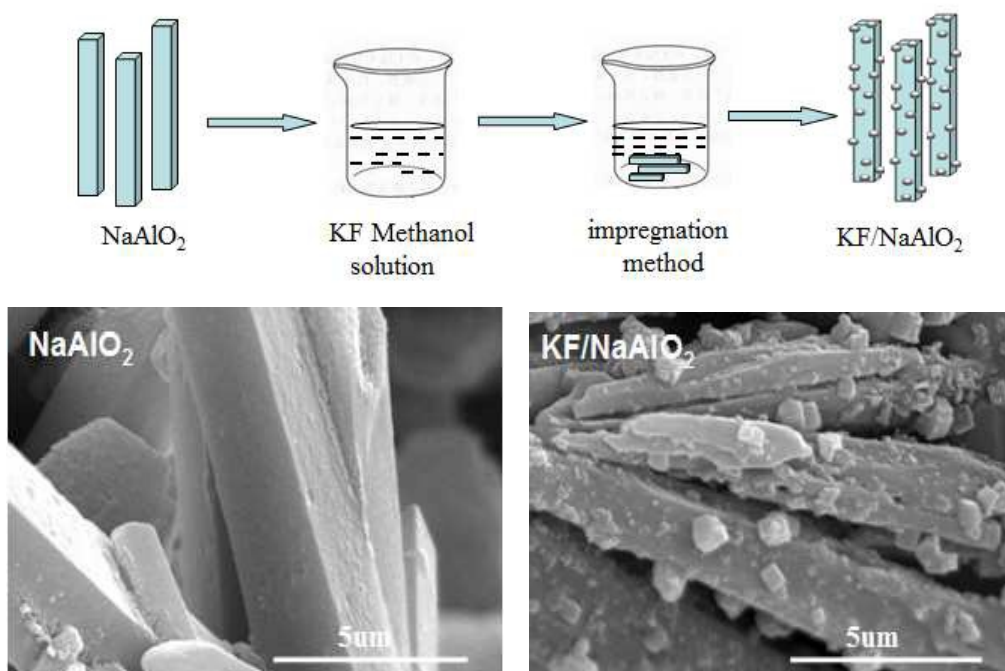 NaAlO₂
KF Methanol
solution
impregnation
method
KF/NaAlO₂
NaAlO₂
5um
KF/NaAlO₂
5um